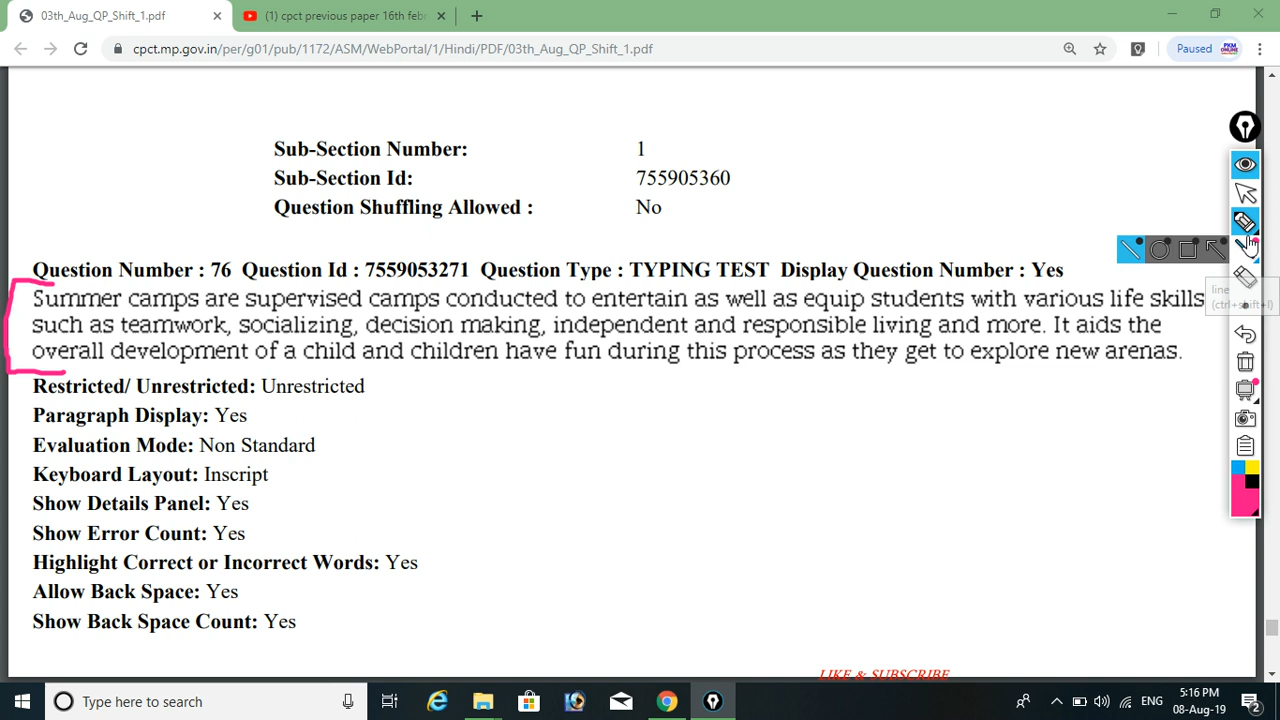 03th_Aug_QP_Shift_1.pdf
(1) cpct previous paper 16th febr
cpct.mp.gov.in/per/g01/pub/1172/ASM/WebPortal/1/Hindi/PDF/03th_Aug_QP_Shift_1.pdf
Paused
PKM
ONLINE
Sub-Section Number: 1
Sub-Section Id: 755905360
Question Shuffling Allowed : No
Question Number : 76 Question Id : 7559053271 Question Type : TYPING TEST Display Question Number : Yes
Summer camps are supervised camps conducted to entertain as well as equip students with various life skills
such as teamwork, socializing, decision making, independent and responsible living and more. It aids the
overall development of a child and children have fun during this process as they get to explore new arenas.
line
(ctrl+shift+l)
Restricted/ Unrestricted: Unrestricted
Paragraph Display: Yes
Evaluation Mode: Non Standard
Keyboard Layout: Inscript
Show Details Panel: Yes
Show Error Count: Yes
Highlight Correct or Incorrect Words: Yes
Allow Back Space: Yes
Show Back Space Count: Yes
LIKE & SUBSCRIBE
Type here to search
ENG
5:16 PM
08-Aug-19
2